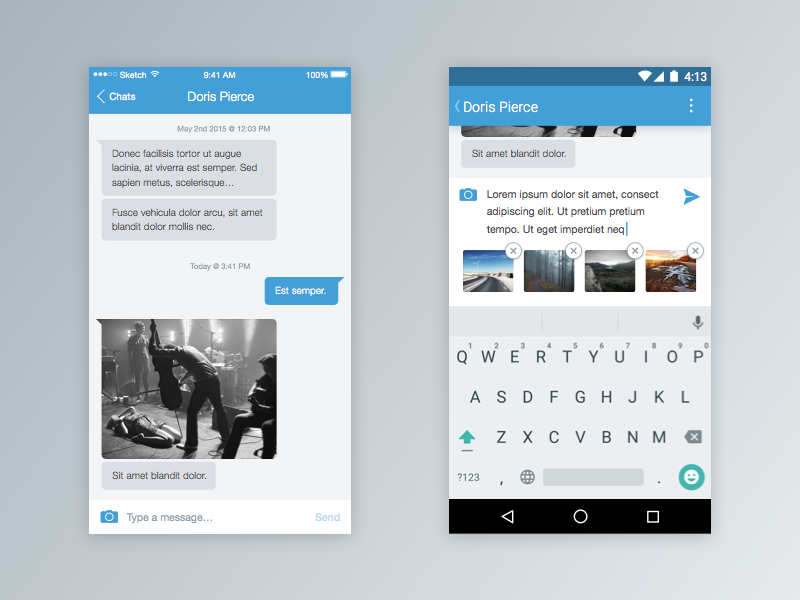 Sketch 9:41 AM 100%
Chats Doris Pierce
May 2nd 2015 @ 12:03 PM
Donec facilisis tortor ut augue
lacinia, at viverra est semper. Sed
sapien metus, scelerisque...
Fusce vehicula dolor arcu, sit amet
blandit dolor mollis nec.
Today @ 3:41 PM
Est semper.
Sit amet blandit dolor.
Type a message... Send
4:13
Doris Pierce
Sit amet blandit dolor.
Lorem ipsum dolor sit amet, consect
adipiscing elit. Ut pretium pretium
tempo. Ut eget imperdiet neq
1 2 3 4 5 6 7 8 9 0
Q W E R T Y U I O P
A S D F G H J K L
Z X C V B N M
?123 , .